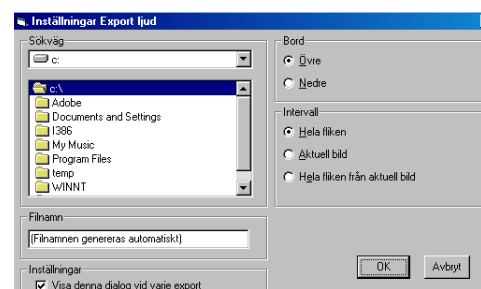 Inställningar Export ljud
Sökväg
c:
c:\
Adobe
Documents and Settings
I386
My Music
Program Files
temp
WINNT
Filnamn
(Filnamnen genereras automatiskt)
Inställningar
Visa denna dialog vid varje export
Bord
Övre
Nedre
Intervall
Hela fliken
Aktuell bild
Hela fliken från aktuell bild
OK
Avbryt